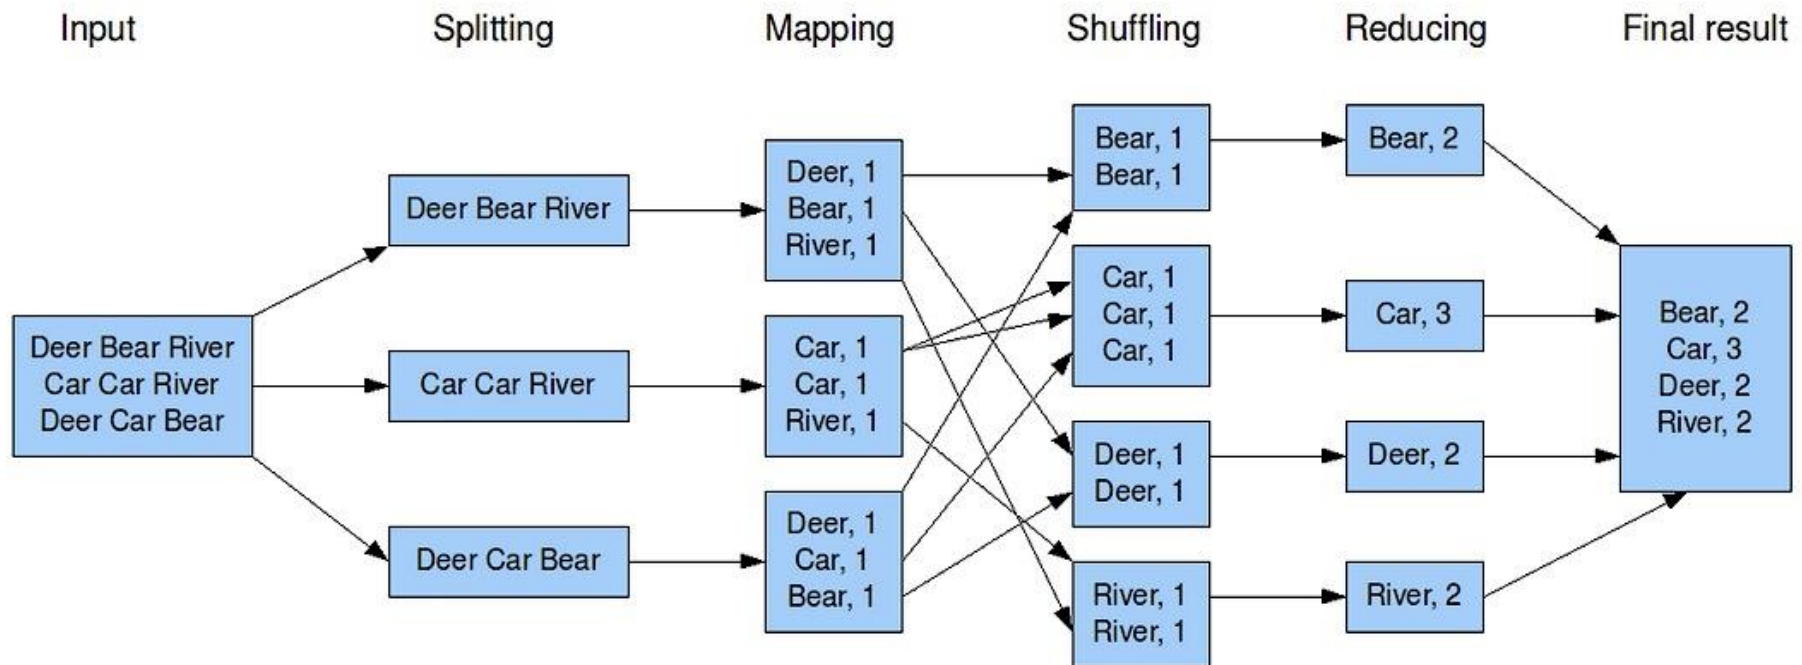 Input
Splitting
Mapping
Shuffling
Reducing
Final result
Deer Bear River
Car Car River
Deer Car Bear
Deer Bear River
Car Car River
Deer Car Bear
Deer, 1
Bear, 1
River, 1
Car, 1
Car, 1
River, 1
Deer, 1
Car, 1
Bear, 1
Bear, 1
Bear, 1
Car, 1
Car, 1
Car, 1
Deer, 1
Deer, 1
River, 1
River, 1
Bear, 2
Car, 3
Deer, 2
River, 2
Bear, 2
Car, 3
Deer, 2
River, 2